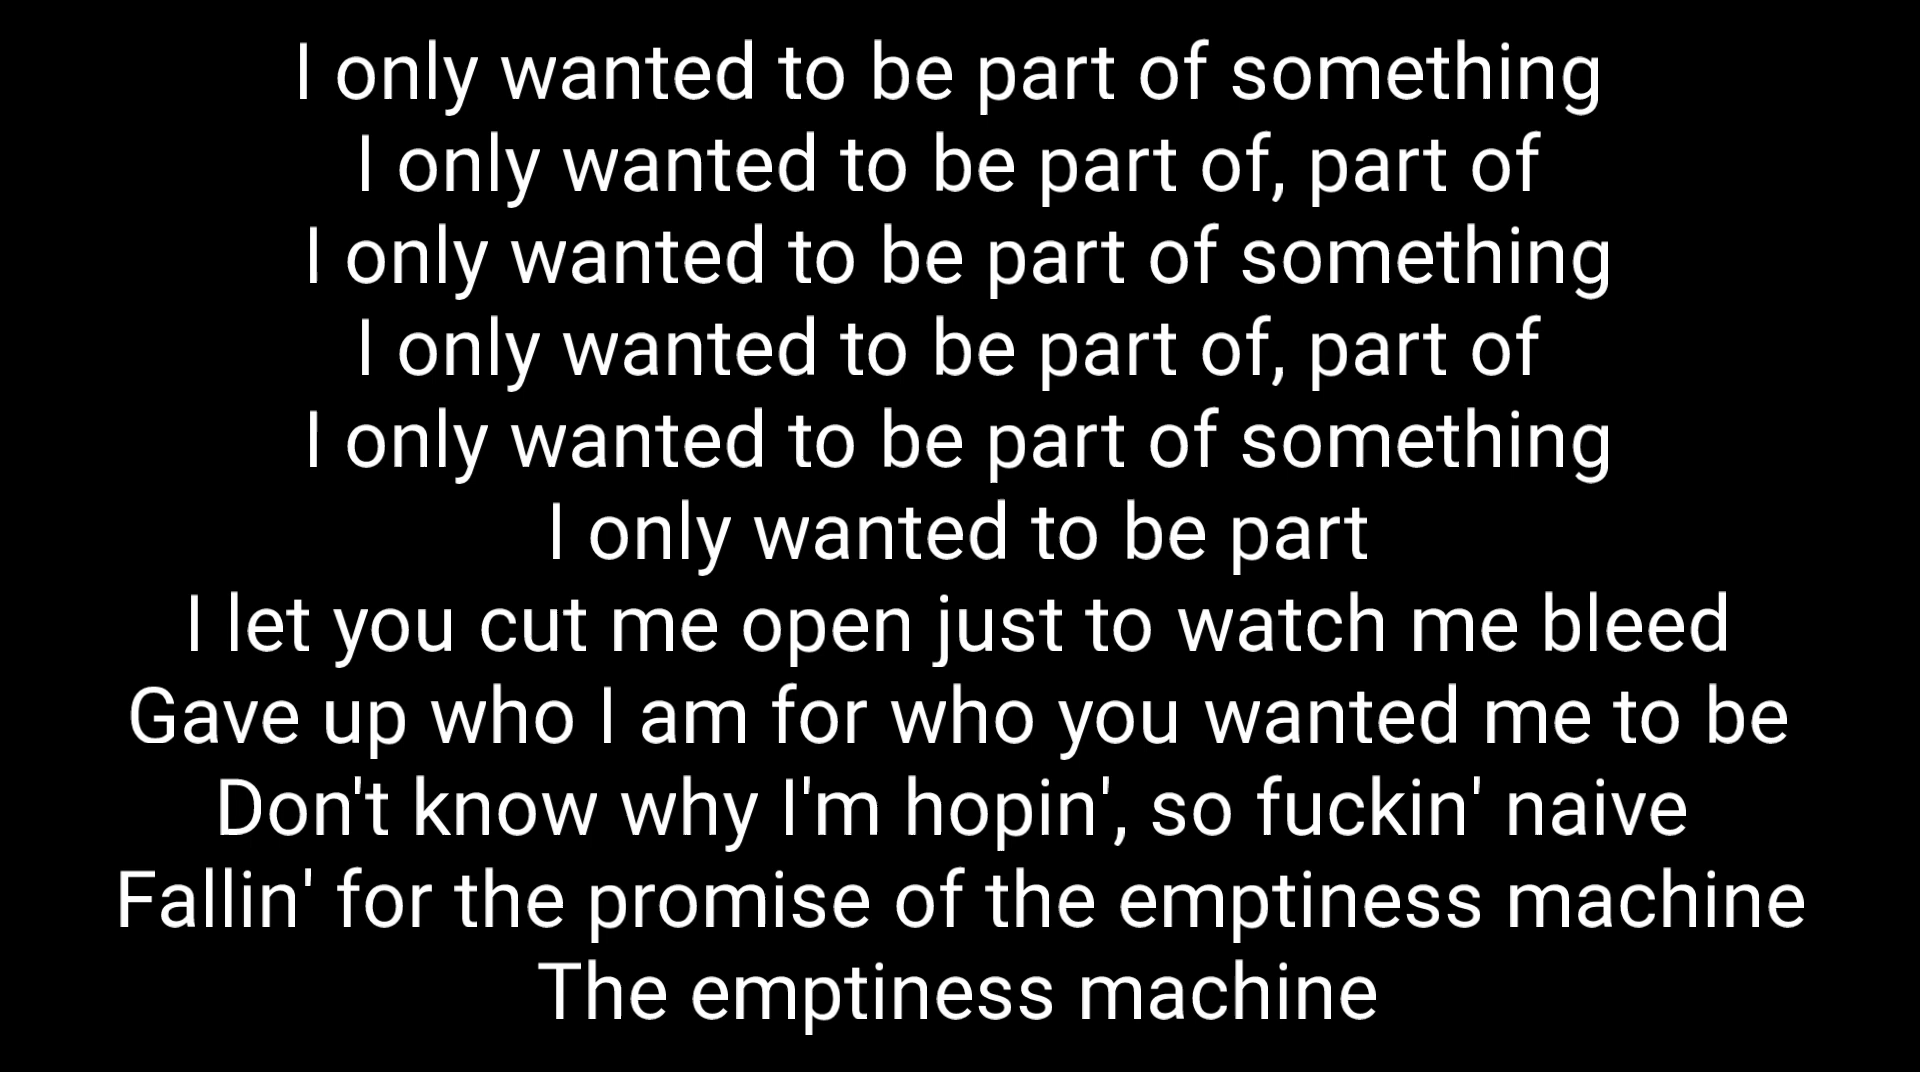 I only wanted to be part of something
I only wanted to be part of, part of
I only wanted to be part of something
I only wanted to be part of, part of
I only wanted to be part of something
I only wanted to be part
I let you cut me open just to watch me bleed
Gave up who I am for who you wanted me to be
Don't know why I'm hopin', so fuckin' naive
Fallin' for the promise of the emptiness machine
The emptiness machine